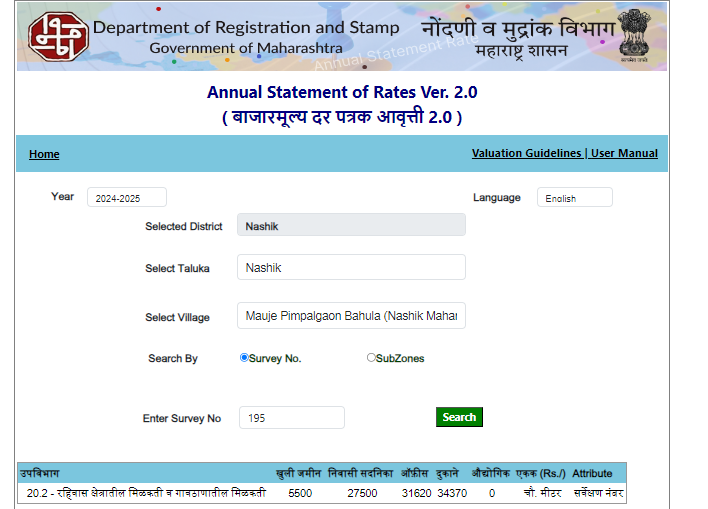 Department of Registration and Stamp
Government of Maharashtra
नोंदणी व मुद्रांक विभाग
महाराष्ट्र शासन
Annual Statement Rate
Annual Statement of Rates Ver. 2.0
( बाजारमूल्य दर पत्रक आवृत्ती 2.0 )
Home Valuation Guidelines | User Manual
Year 2024-2025 Language English
Selected District Nashik
Select Taluka Nashik
Select Village Mauje Pimpalgaon Bahula (Nashik Mahar
Search By Survey No. SubZones
Enter Survey No 195 Search
उपविभाग खुली जमीन निवासी सदनिका ऑफ़ीस दुकाने औद्योगिक एकक (Rs./) Attribute
20.2 - रहिवास क्षेत्रातील मिळकती व गावठाणातील मिळकती 5500 27500 31620 34370 0 चौ. मीटर सर्वेक्षण नंबर